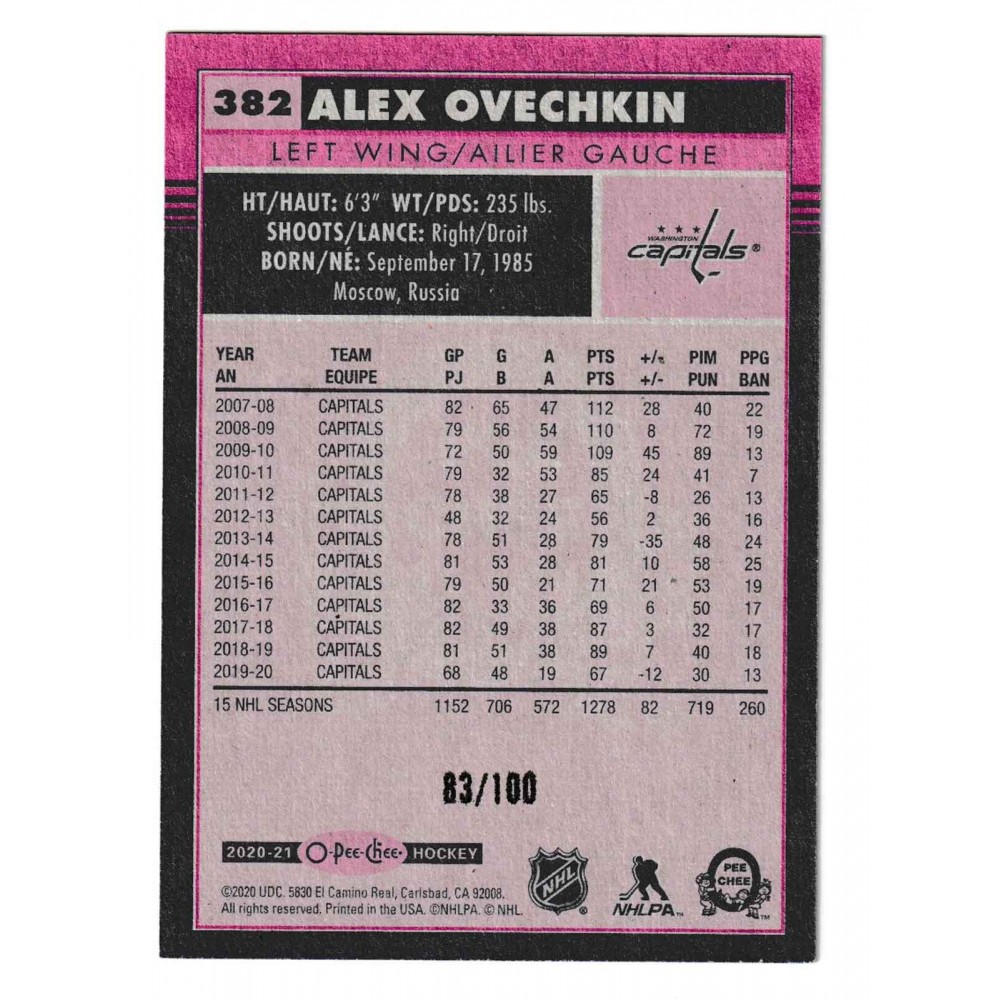 382 ALEX OVECHKIN
LEFT WING/AILIER GAUCHE
HT/HAUT: 6'3" WT/PDS: 235 lbs.
SHOOTS/LANCE: Right/Droit
BORN/NÉ: September 17, 1985
Moscow, Russia
WASHINGTON
capitals®
YEAR TEAM GP G A PTS +/- PIM PPG
AN EQUIPE PJ B A PTS +/- PUN BAN
2007-08 CAPITALS 82 65 47 112 28 40 22
2008-09 CAPITALS 79 56 54 110 8 72 19
2009-10 CAPITALS 72 50 59 109 45 89 13
2010-11 CAPITALS 79 32 53 85 24 41 7
2011-12 CAPITALS 78 38 27 65 -8 26 13
2012-13 CAPITALS 48 32 24 56 2 36 16
2013-14 CAPITALS 78 51 28 79 -35 48 24
2014-15 CAPITALS 81 53 28 81 10 58 25
2015-16 CAPITALS 79 50 21 71 21 53 19
2016-17 CAPITALS 82 33 36 69 6 50 17
2017-18 CAPITALS 82 49 38 87 3 32 17
2018-19 CAPITALS 81 51 38 89 7 40 18
2019-20 CAPITALS 68 48 19 67 -12 30 13
15 NHL SEASONS 1152 706 572 1278 82 719 260
83/100
2020-21 O-Pee-Chee HOCKEY
©2020 UDC. 5830 El Camino Real, Carlsbad, CA 92008.
All rights reserved. Printed in the USA. ©NHLPA. © NHL.
NHL
NHLPA™
PEE
CHEE
™